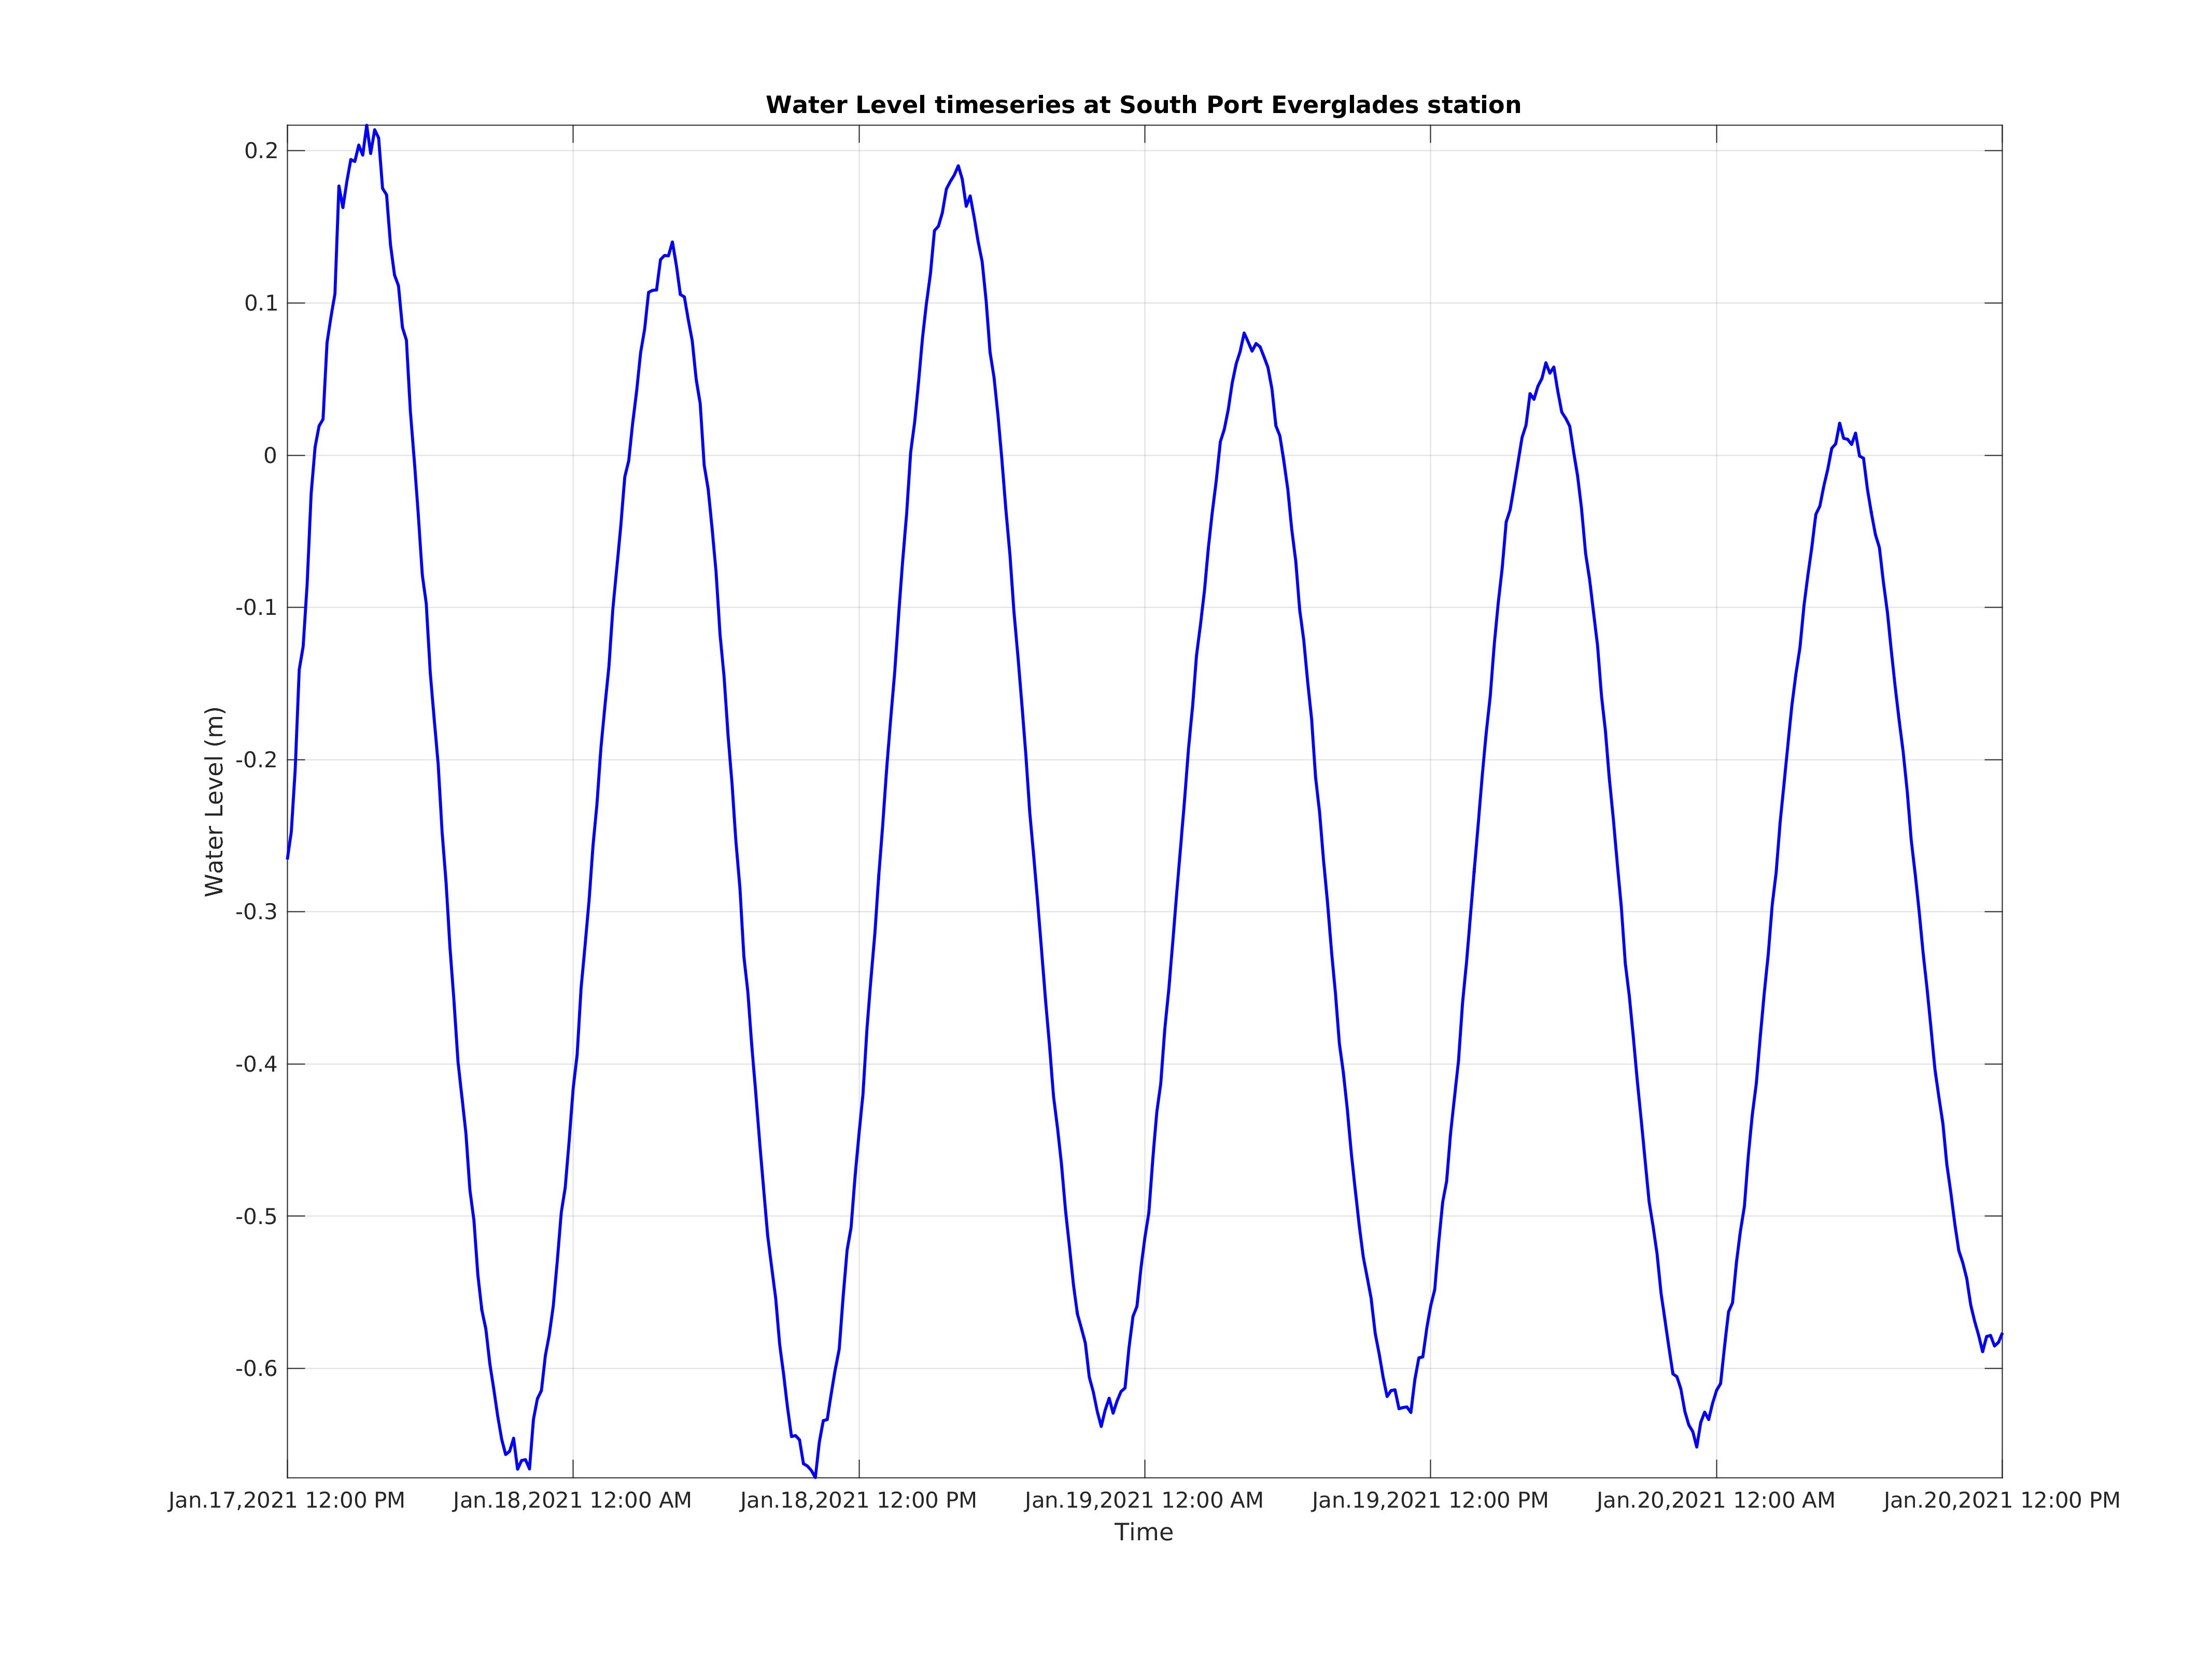 Water Level timeseries at South Port Everglades station
0.2
0.1
0
-0.1
-0.2
-0.3
-0.4
-0.5
-0.6
Water Level (m)
Jan.17,2021 12:00 PM
Jan.18,2021 12:00 AM
Jan.18,2021 12:00 PM
Jan.19,2021 12:00 AM
Jan.19,2021 12:00 PM
Jan.20,2021 12:00 AM
Jan.20,2021 12:00 PM
Time